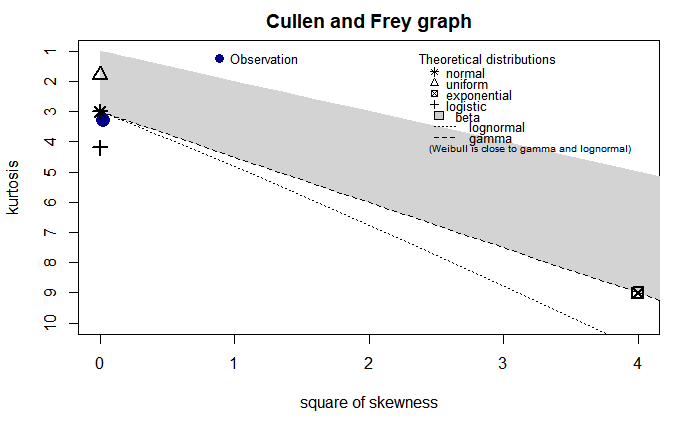 Cullen and Frey graph
Observation
Theoretical distributions
normal
uniform
exponential
logistic
beta
lognormal
gamma
(Weibull is close to gamma and lognormal)
kurtosis
1
2
3
4
5
6
7
8
9
10
0
1
2
3
4
square of skewness